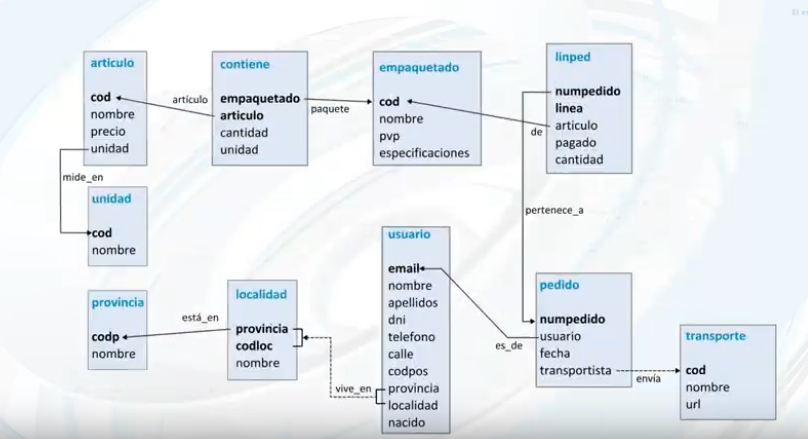 articulo
cod
nombre
precio
unidad
mide_en
unidad
cod
nombre
artículo
contiene
empaquetado
articulo
cantidad
unidad
paquete
empaquetado
cod
nombre
pvp
especificaciones
linped
numpedido
linea
articulo
pagado
cantidad
de
pertenece_a
provincia
codp
nombre
está_en
localidad
provincia
codloc
nombre
vive_en
usuario
email
nombre
apellidos
dni
telefono
calle
codpos
provincia
localidad
nacido
es_de
pedido
numpedido
usuario
fecha
transportista
envía
transporte
cod
nombre
url